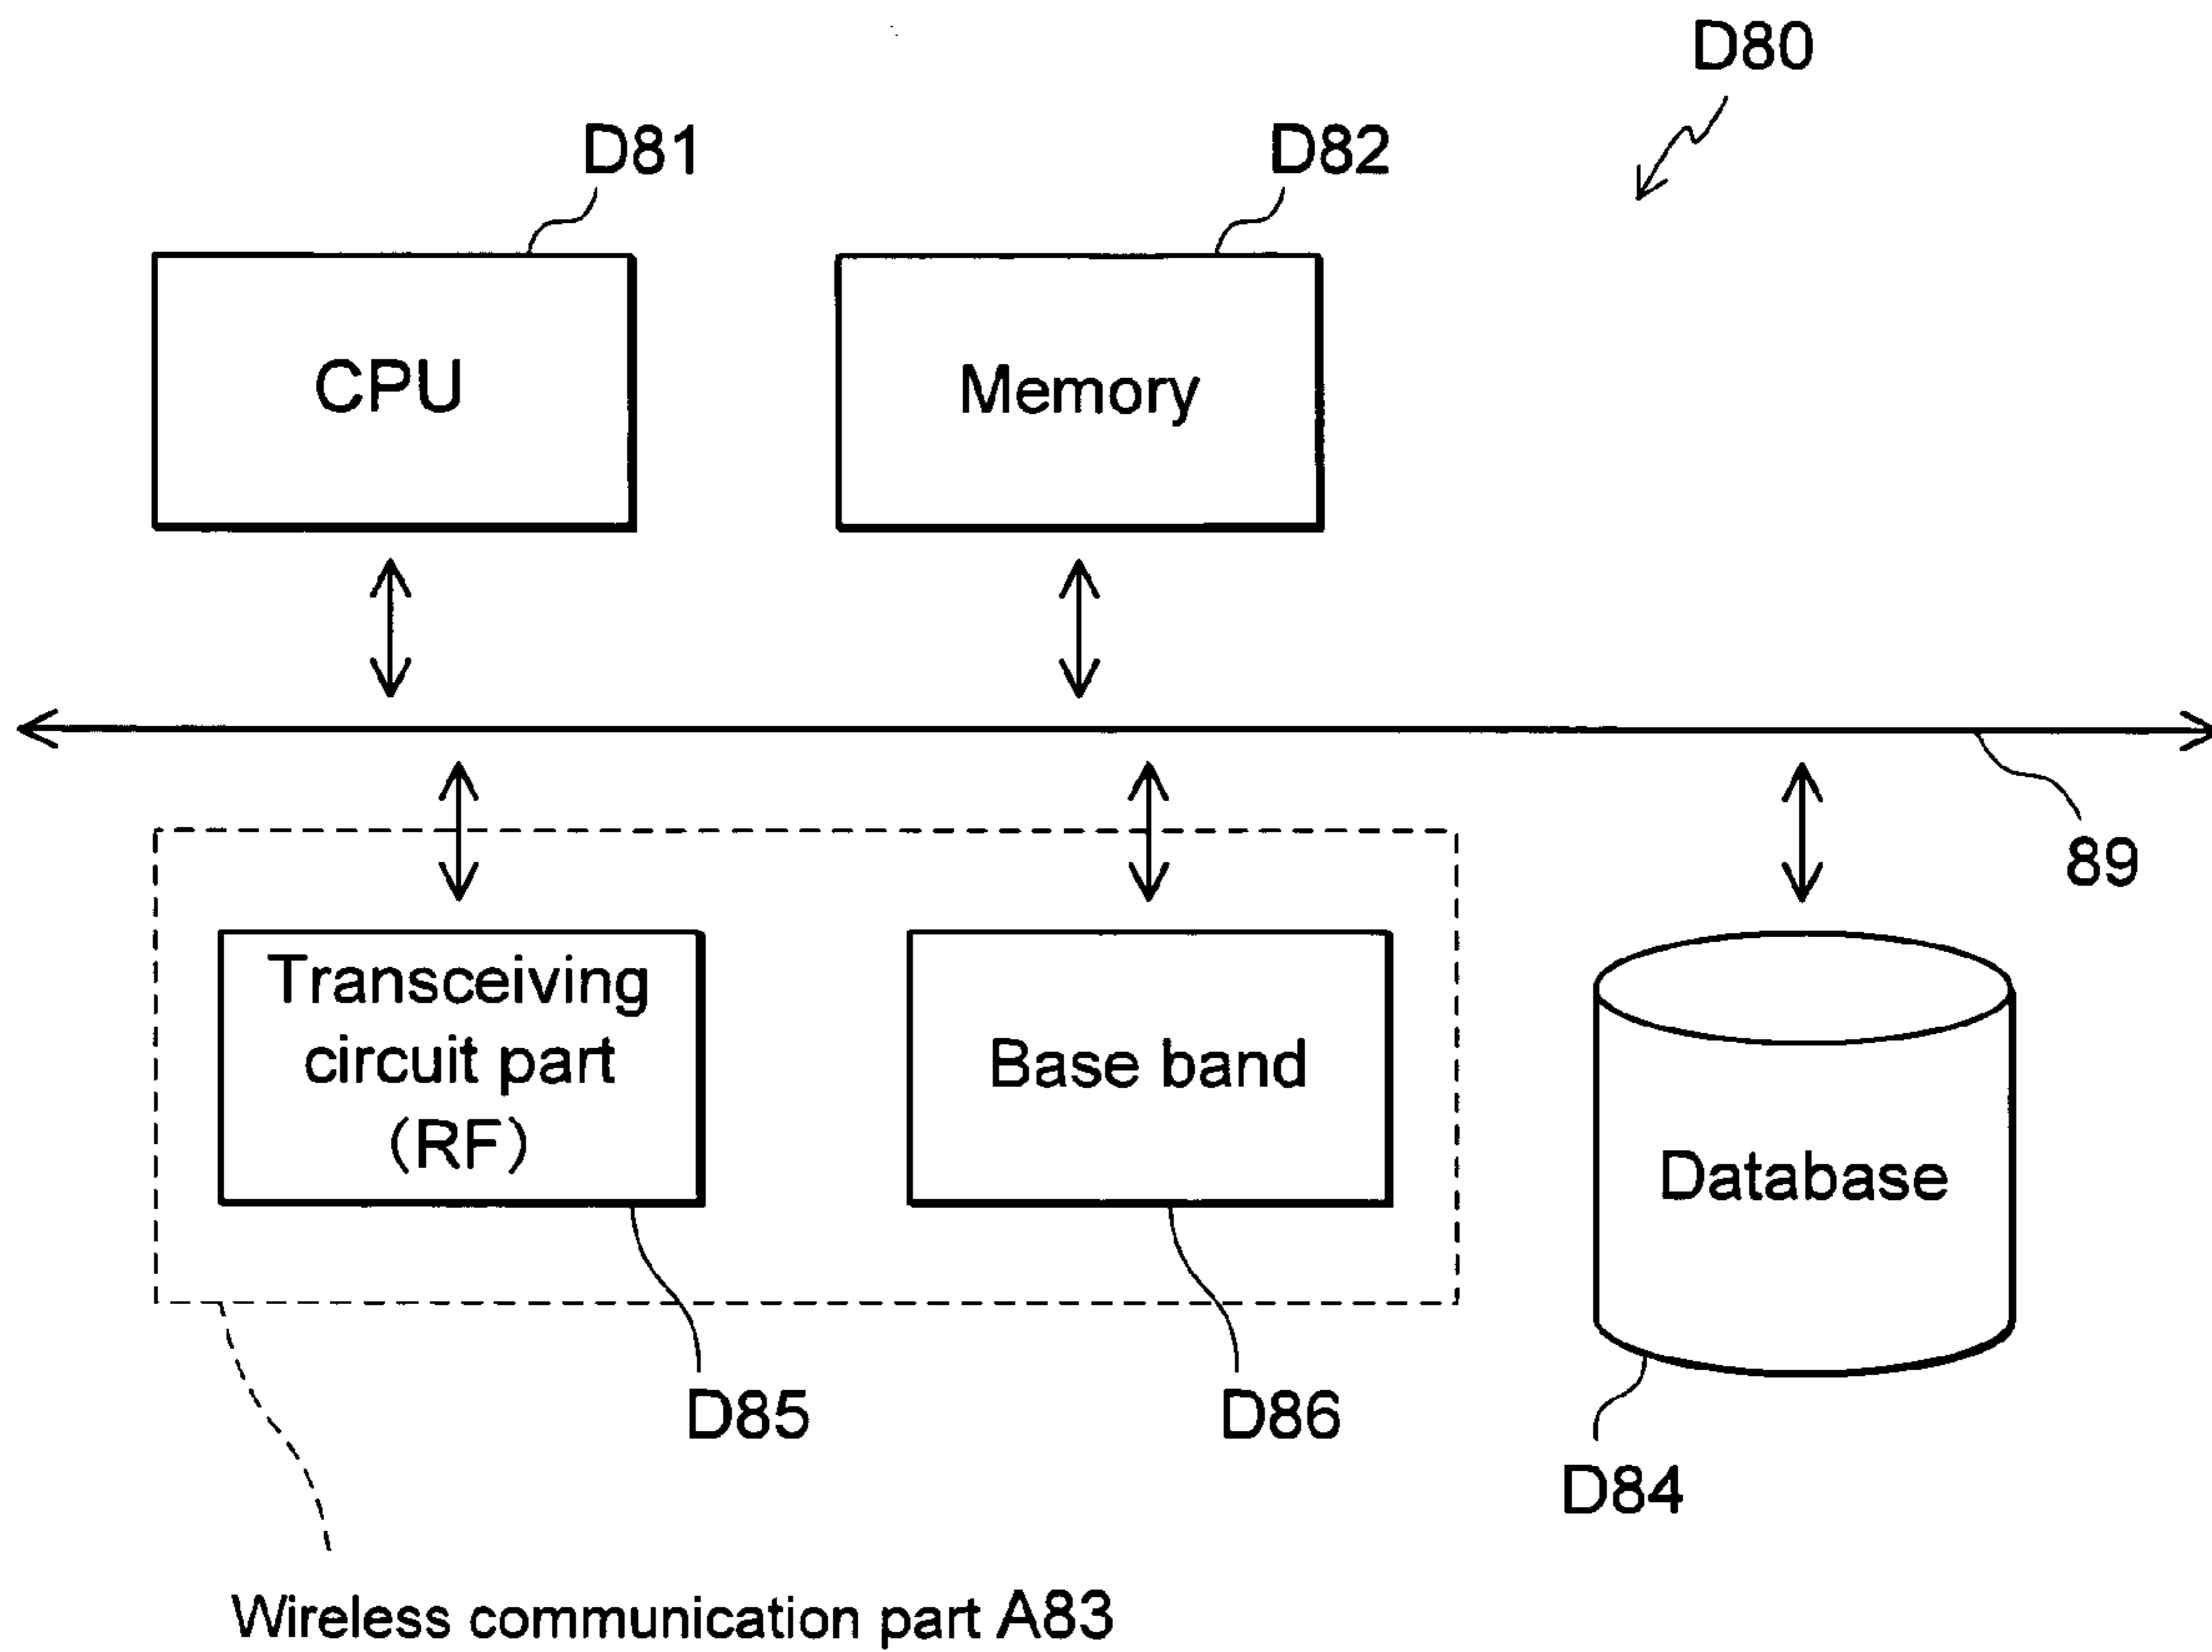 D80
D81
D82
CPU
Memory
89
Transceiving
circuit part
(RF)
Base band
Database
D85
D86
D84
Wireless communication part A83